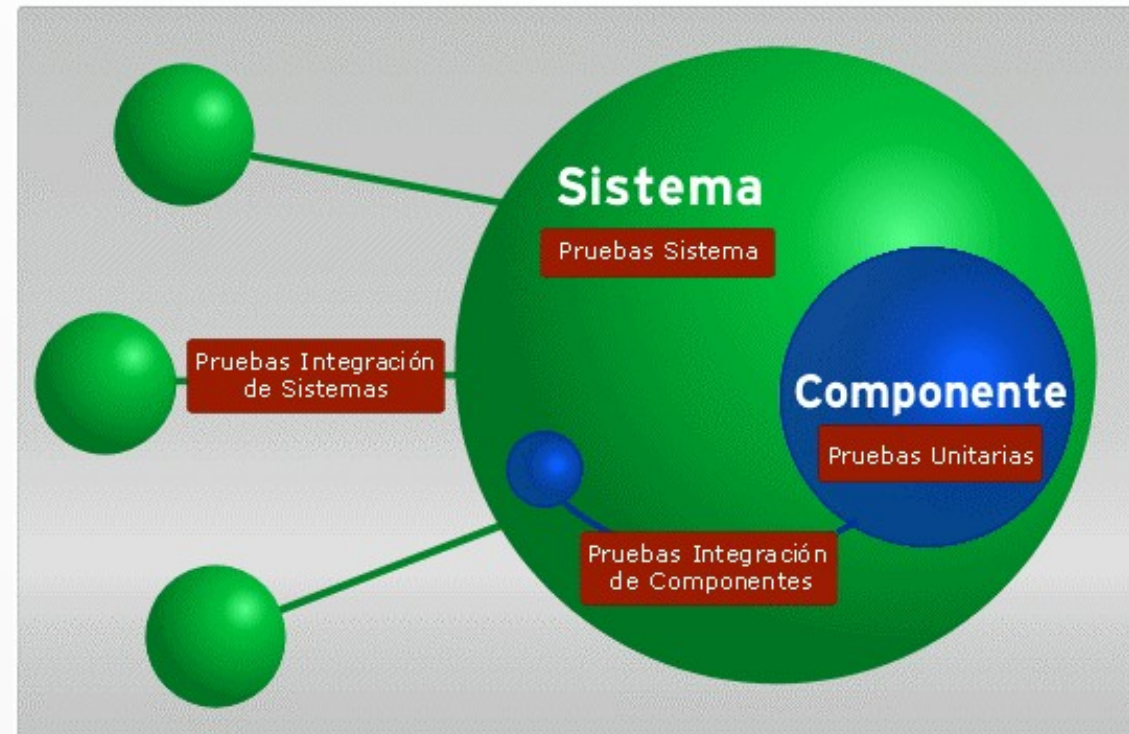 Sistema
Pruebas Sistema
Pruebas Integración
de Sistemas
Componente
Pruebas Unitarias
Pruebas Integración
de Componentes